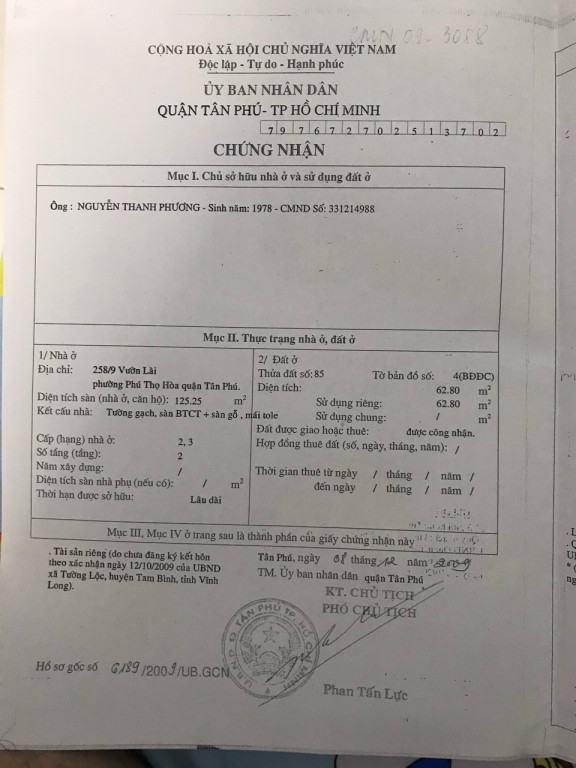 09-3088
CỘNG HOÀ XÃ HỘI CHỦ NGHĨA VIỆT NAM
Độc lập - Tự do - Hạnh phúc
ỦY BAN NHÂN DÂN
QUẬN TÂN PHÚ- TP HỒ CHÍ MINH
7 9 7 6 7 2 7 0 2 5 1 3 7 0 2
CHỨNG NHẬN
Mục I. Chủ sở hữu nhà ở và sử dụng đất ở
Ông : NGUYỄN THANH PHƯƠNG - Sinh năm: 1978 - CMND Số: 331214988
Mục II. Thực trạng nhà ở, đất ở
1/ Nhà ở
Địa chỉ: 258/9 Vườn Lài
phường Phú Thọ Hòa quận Tân Phú.
Diện tích sàn (nhà ở, căn hộ): 125.25 m²
Kết cấu nhà: Tường gạch, sàn BTCT + sàn gỗ , mái tole
Cấp (hạng) nhà ở: 2, 3
Số tầng (tầng): 2
Năm xây dựng: /
Diện tích sàn nhà phụ (nếu có): / m²
Thời hạn được sở hữu: Lâu dài
2/ Đất ở
Thửa đất số: 85 Tờ bản đồ số: 4(BĐĐC)
Diện tích: 62.80 m²
Sử dụng riêng: 62.80 m²
Sử dụng chung: / m²
Đất được giao hoặc thuê: được công nhận.
Hợp đồng thuê đất (số, ngày, tháng, năm): /
Thời gian thuê từ ngày / tháng / năm /
đến ngày / tháng / năm /
Mục III, Mục IV ở trang sau là thành phần của giấy chứng nhận này
. Tài sản riêng (do chưa đăng ký kết hôn
theo xác nhận ngày 12/10/2009 của UBND
xã Tường Lộc, huyện Tam Bình, tỉnh Vĩnh
Long).
Tân Phú, ngày 08 tháng 12 năm 2009
TM. Ủy ban nhân dân quận Tân Phú
KT. CHỦ TỊCH
PHÓ CHỦ TỊCH
U.B.N.D Q TÂN PHÚ TP. HỒ CHÍ MINH
Hồ sơ gốc số 6189/2009/UB.GCN
Phan Tấn Lực